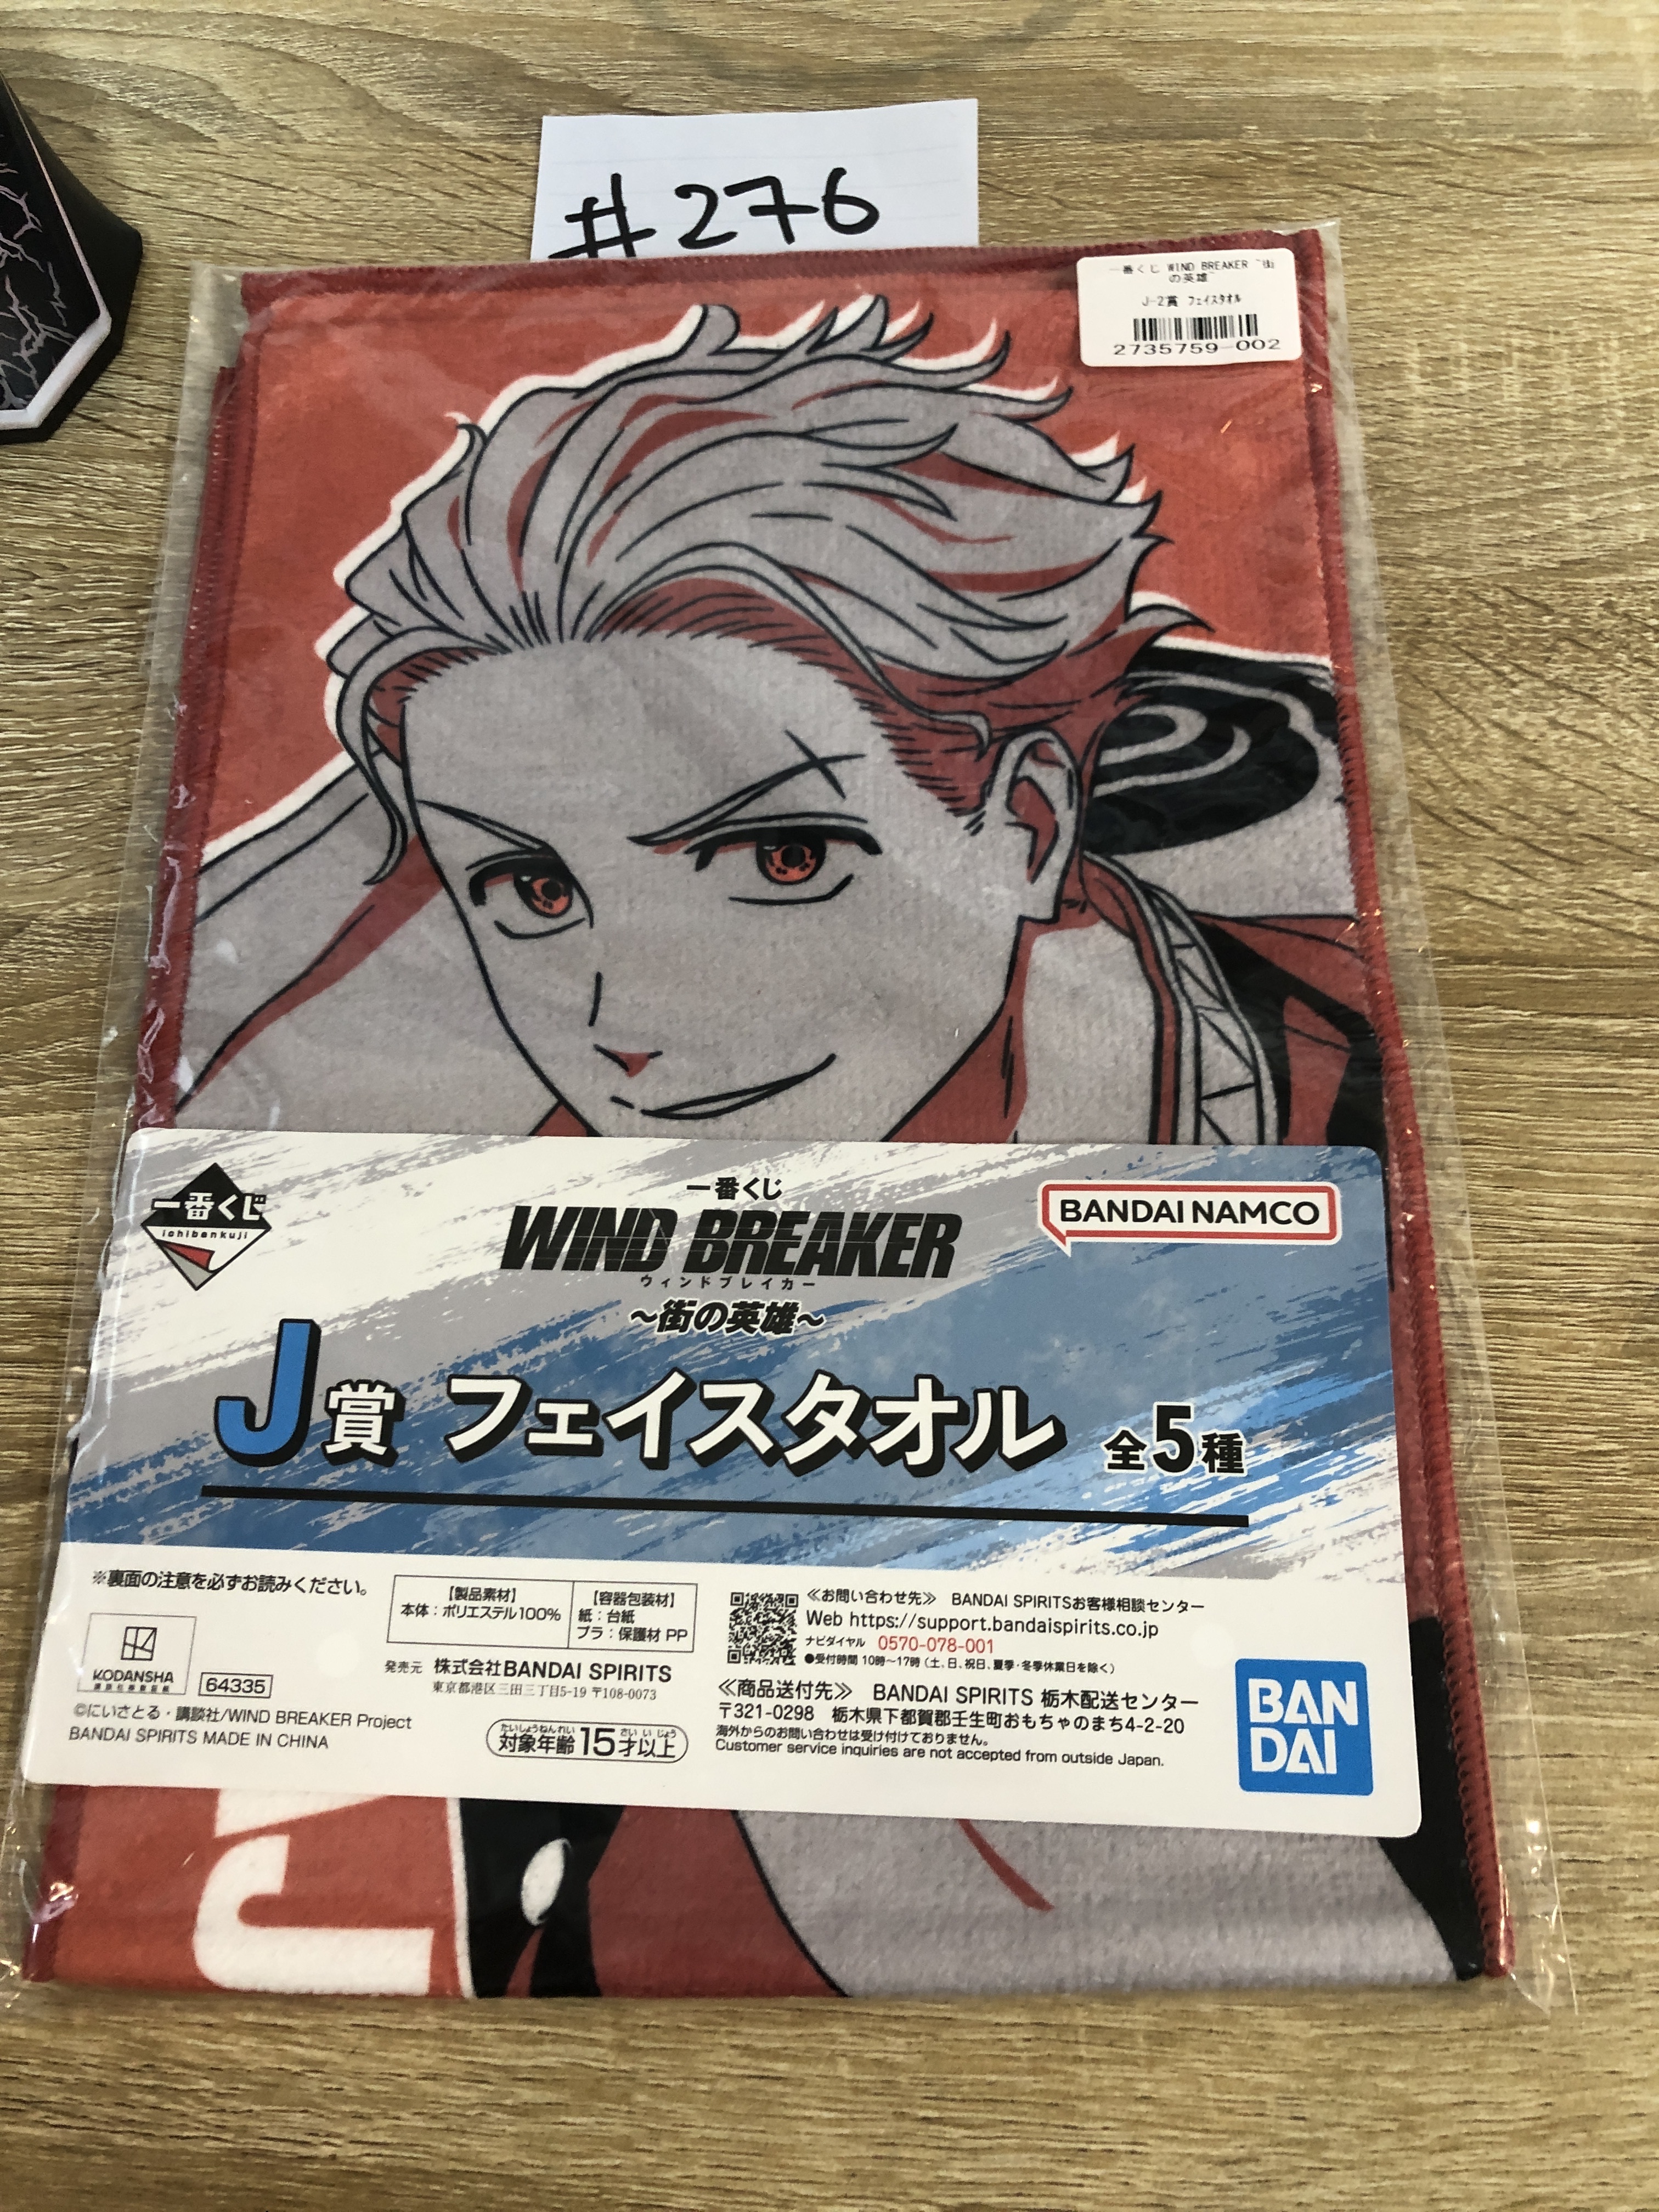 #276
一番くじ WIND BREAKER ~街
の英雄~
J-2賞 フェイスタオル
2735759-002
一番くじ
ichibankuji
一番くじ
WIND BREAKER
ウィンドブレイカー
～街の英雄～
BANDAI NAMCO
J賞 フェイスタオル 全5種
※裏面の注意を必ずお読みください。
【製品素材】
本体：ポリエステル100%
【容器包装材】
紙：台紙
プラ：保護材 PP
KODANSHA
64335
発売元 株式会社BANDAI SPIRITS
東京都港区三田三丁目5-19 〒108-0073
©にいさとる・講談社/WIND BREAKER Project
BANDAI SPIRITS MADE IN CHINA
たいしょうねんれい さい い じょう
対象年齢15才以上
≪お問い合わせ先≫ BANDAI SPIRITSお客様相談センター
Web https://support.bandaispirits.co.jp
ナビダイヤル 0570-078-001
●受付時間 10時～17時（土、日、祝日、夏季・冬季休業日を除く）
≪商品送付先≫ BANDAI SPIRITS 栃木配送センター
〒321-0298 栃木県下都賀郡壬生町おもちゃのまち4-2-20
海外からのお問い合わせは受け付けておりません。
Customer service inquiries are not accepted from outside Japan.
BAN
DAI